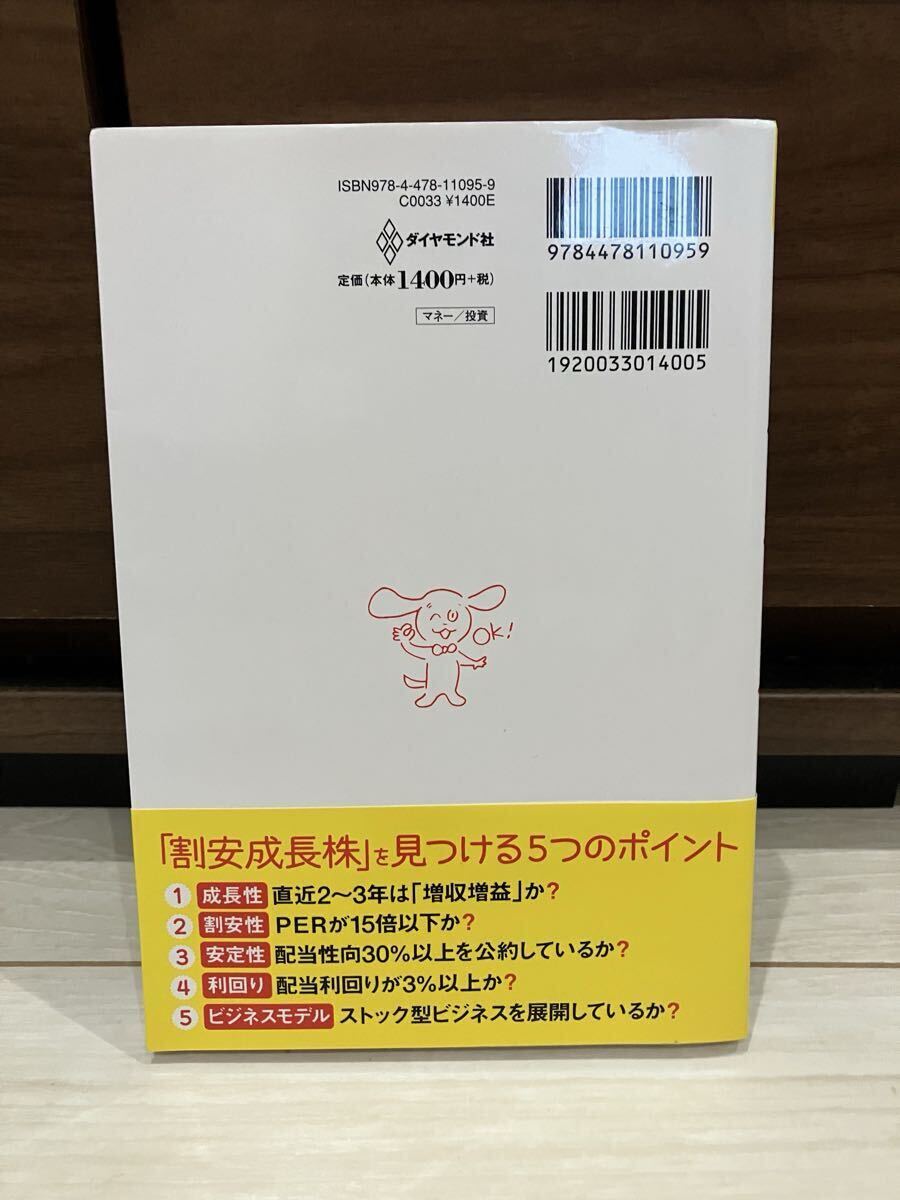 ISBN978-4-478-11095-9
C0033 ¥1400E
ダイヤモンド社
定価(本体1400円+税)
マネー/投資
9784478110959
1920033014005
OK!
「割安成長株」を見つける5つのポイント
1 成長性 直近2〜3年は「増収増益」か?
2 割安性 PERが15倍以下か?
3 安定性 配当性向30%以上を公約しているか?
4 利回り 配当利回りが3%以上か?
5 ビジネスモデル ストック型ビジネスを展開しているか?